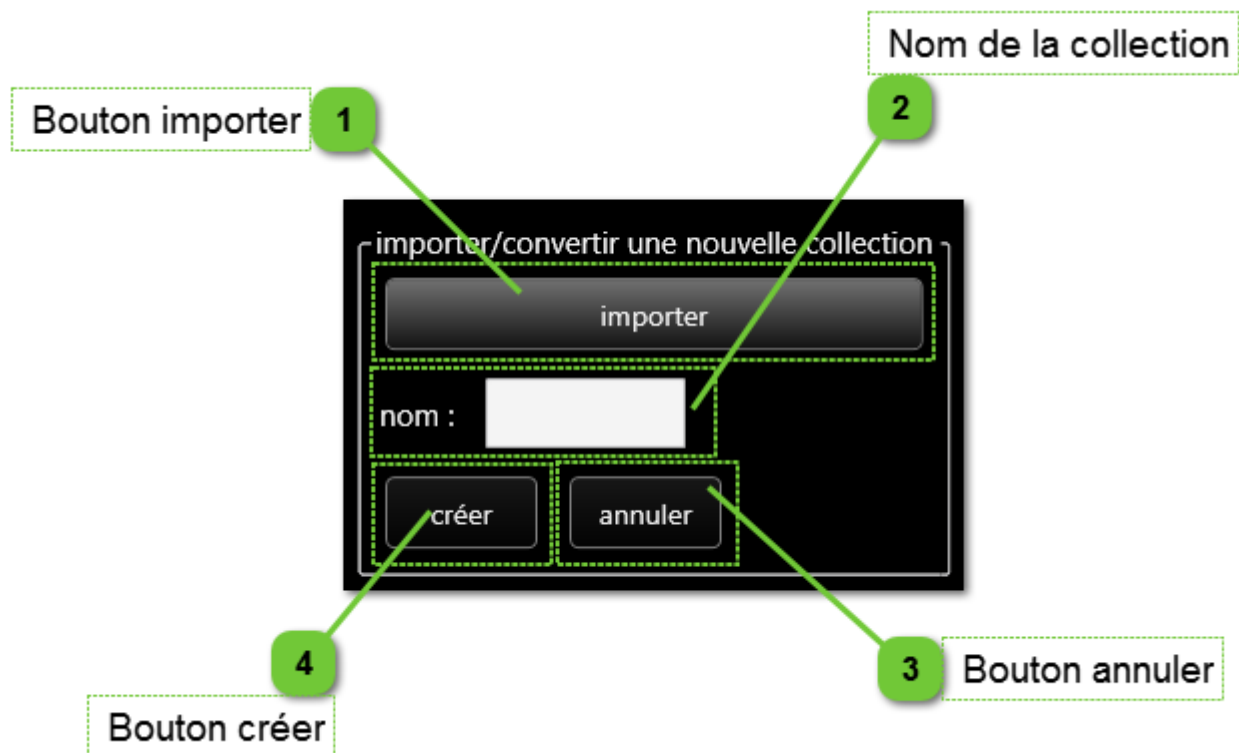 Nom de la collection
2
Bouton importer
1
importer/convertir une nouvelle collection
importer
nom :
créer
annuler
4
3
Bouton annuler
Bouton créer